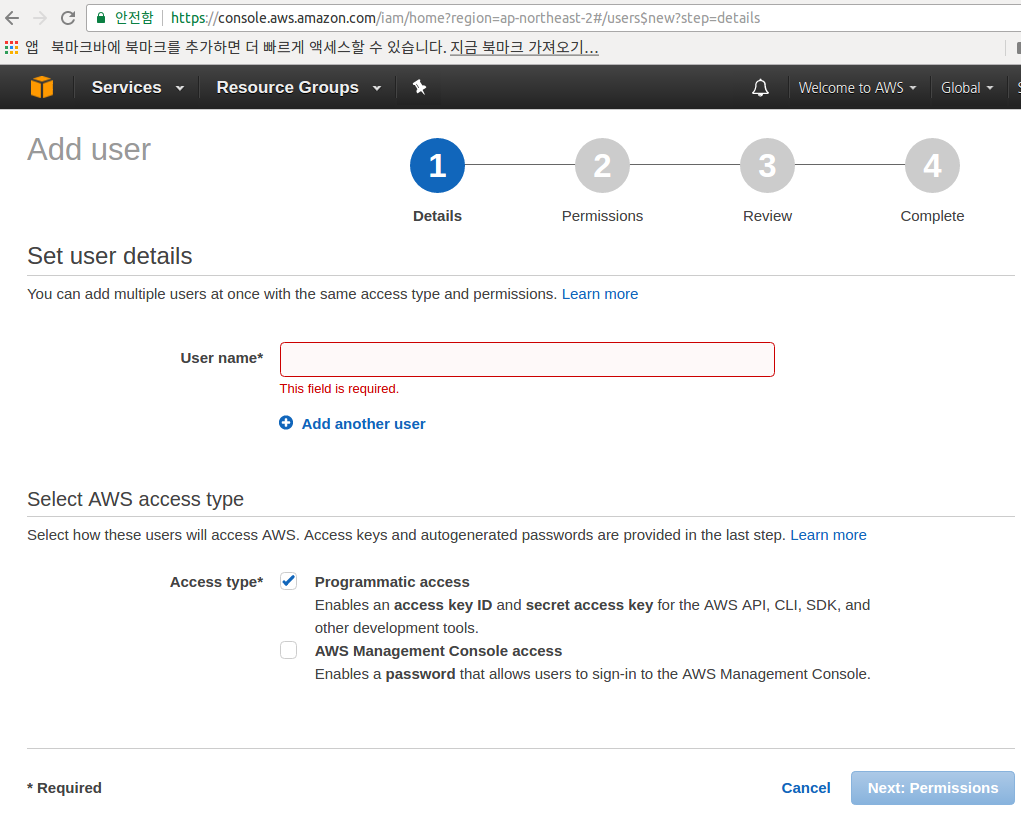 안전함 https://console.aws.amazon.com/iam/home?region=ap-northeast-2#/users$new?step=details
앱 북마크바에 북마크를 추가하면 더 빠르게 액세스할 수 있습니다. 지금 북마크 가져오기...
Services Resource Groups Welcome to AWS Global
Add user
1 2 3 4
Details Permissions Review Complete
Set user details
You can add multiple users at once with the same access type and permissions. Learn more
User name*
This field is required.
Add another user
Select AWS access type
Select how these users will access AWS. Access keys and autogenerated passwords are provided in the last step. Learn more
Access type* Programmatic access
Enables an access key ID and secret access key for the AWS API, CLI, SDK, and
other development tools.
AWS Management Console access
Enables a password that allows users to sign-in to the AWS Management Console.
* Required Cancel Next: Permissions